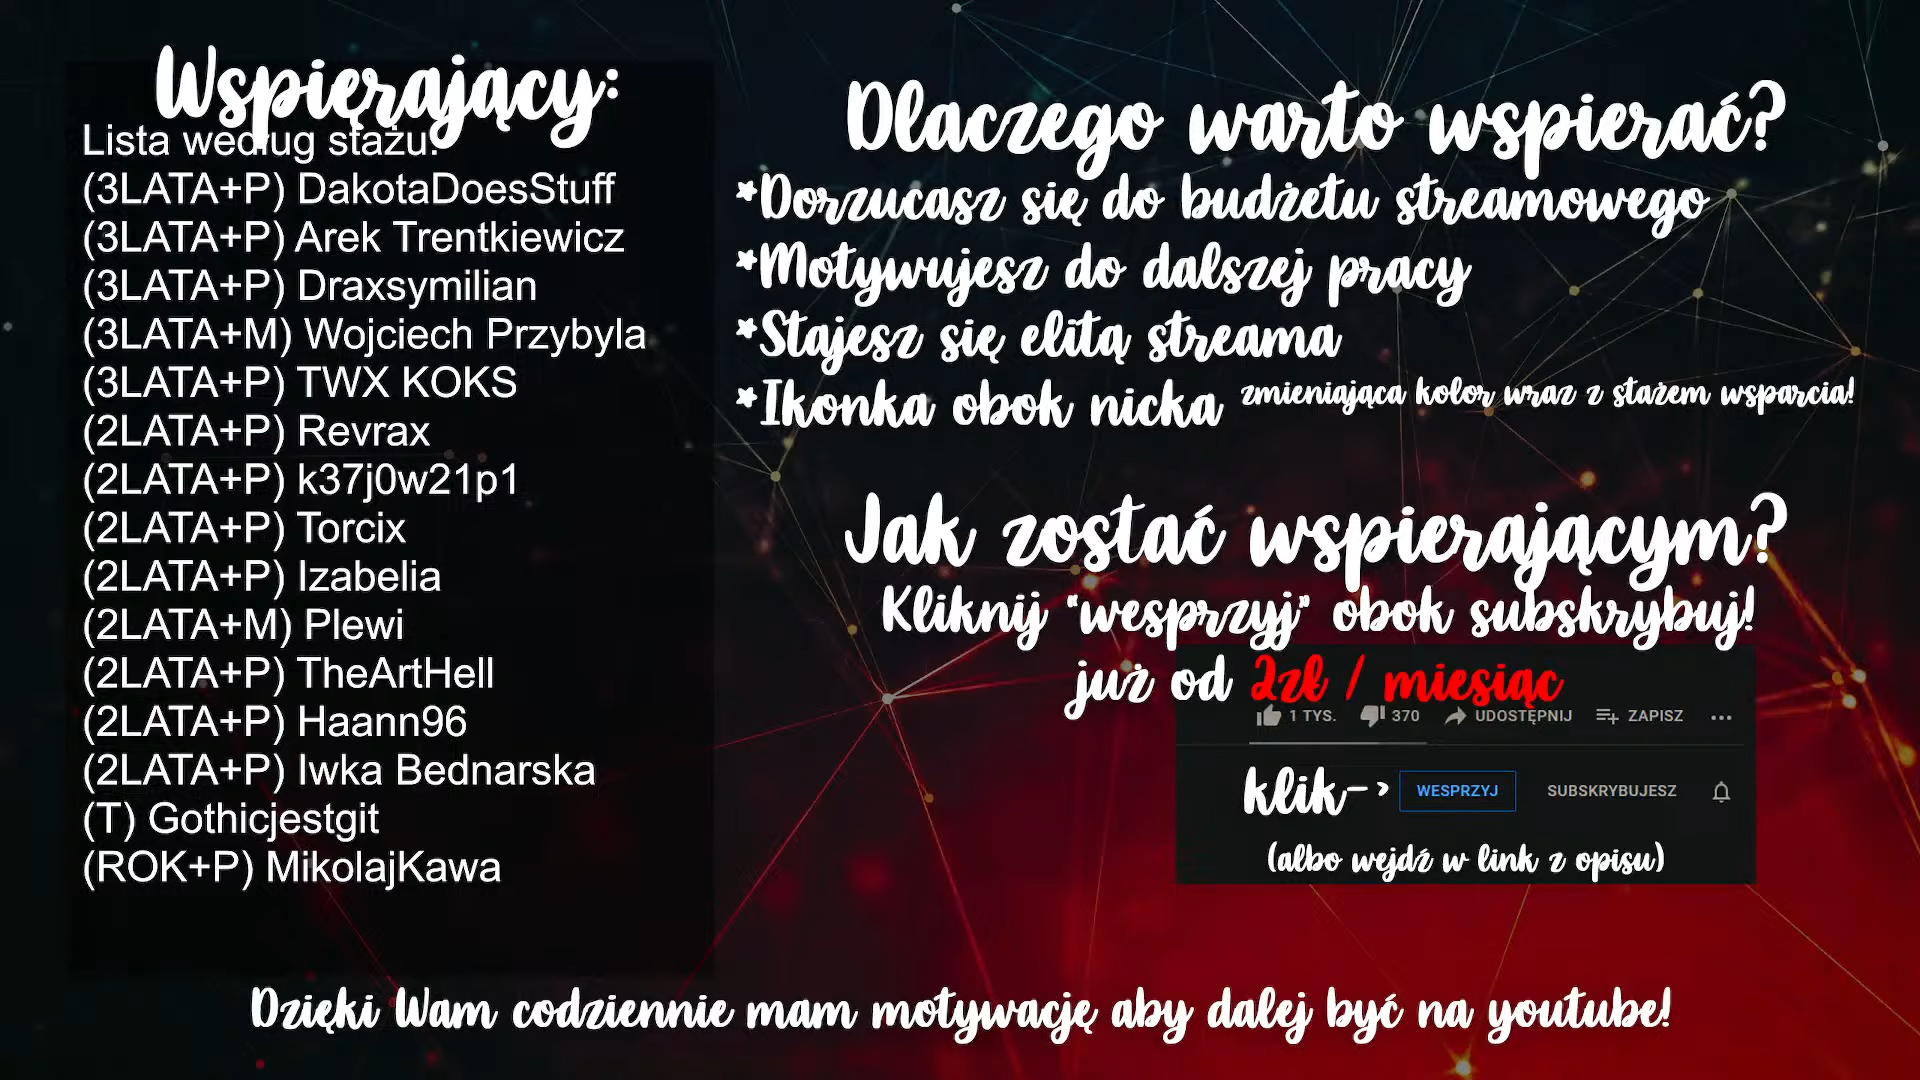 Wspierający:
Lista według stażu:
(3LATA+P) DakotaDoesStuff
(3LATA+P) Arek Trentkiewicz
(3LATA+P) Draxsymilian
(3LATA+M) Wojciech Przybyla
(3LATA+P) TWX KOKS
(2LATA+P) Revrax
(2LATA+P) k37j0w21p1
(2LATA+P) Torcix
(2LATA+P) Izabelia
(2LATA+M) Plewi
(2LATA+P) TheArtHell
(2LATA+P) Haann96
(2LATA+P) Iwka Bednarska
(T) Gothicjestgit
(ROK+P) MikolajKawa
Dlaczego warto wspierać?
*Dorzucasz się do budżetu streamowego
*Motywujesz do dalszej pracy
*Stajesz się elitą streama
*Ikonka obok nicka zmieniająca kolor wraz z stażem wsparcia!
Jak zostać wspierającym?
Kliknij "wesprzyj" obok subskrybuj!
już od 2zł / miesiąc
1 TYS. 370 UDOSTĘPNIJ ZAPISZ ...
klik-> WESPRZYJ SUBSKRYBUJESZ
(albo wejdź w link z opisu)
Dzięki Wam codziennie mam motywację aby dalej być na youtube!